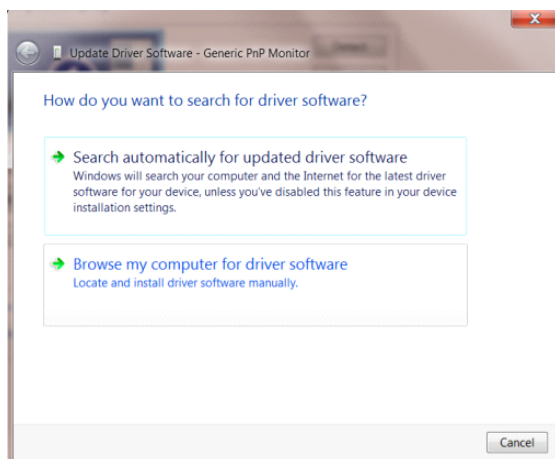 Update Driver Software - Generic PnP Monitor
How do you want to search for driver software?
Search automatically for updated driver software
Windows will search your computer and the Internet for the latest driver
software for your device, unless you've disabled this feature in your device
installation settings.
Browse my computer for driver software
Locate and install driver software manually.
Cancel